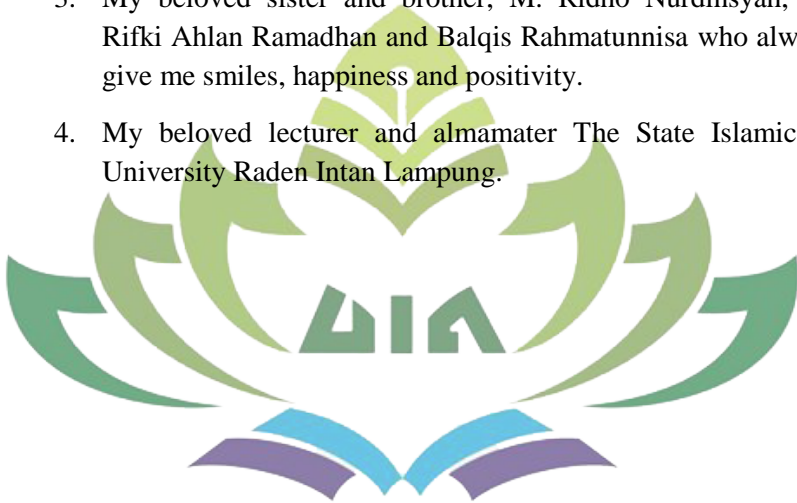 3. My beloved sister and brother, M. Ridho Nurdinsyah,
Rifki Ahlan Ramadhan and Balqis Rahmatunnisa who
give me smiles, happiness and positivity.
4. My beloved lecturer and almamater The State Islamic
University Raden Intan Lampung.
UIN